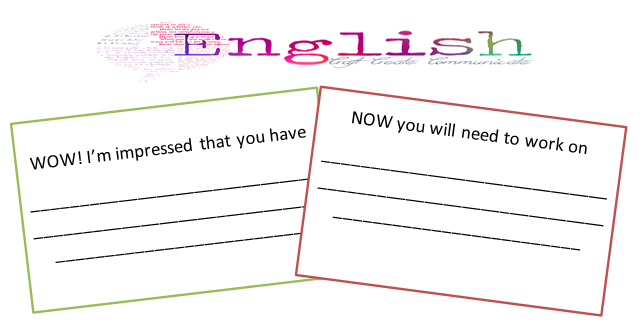 English
Craft Create Communicate
WOW! I'm impressed that you have
NOW you will need to work on